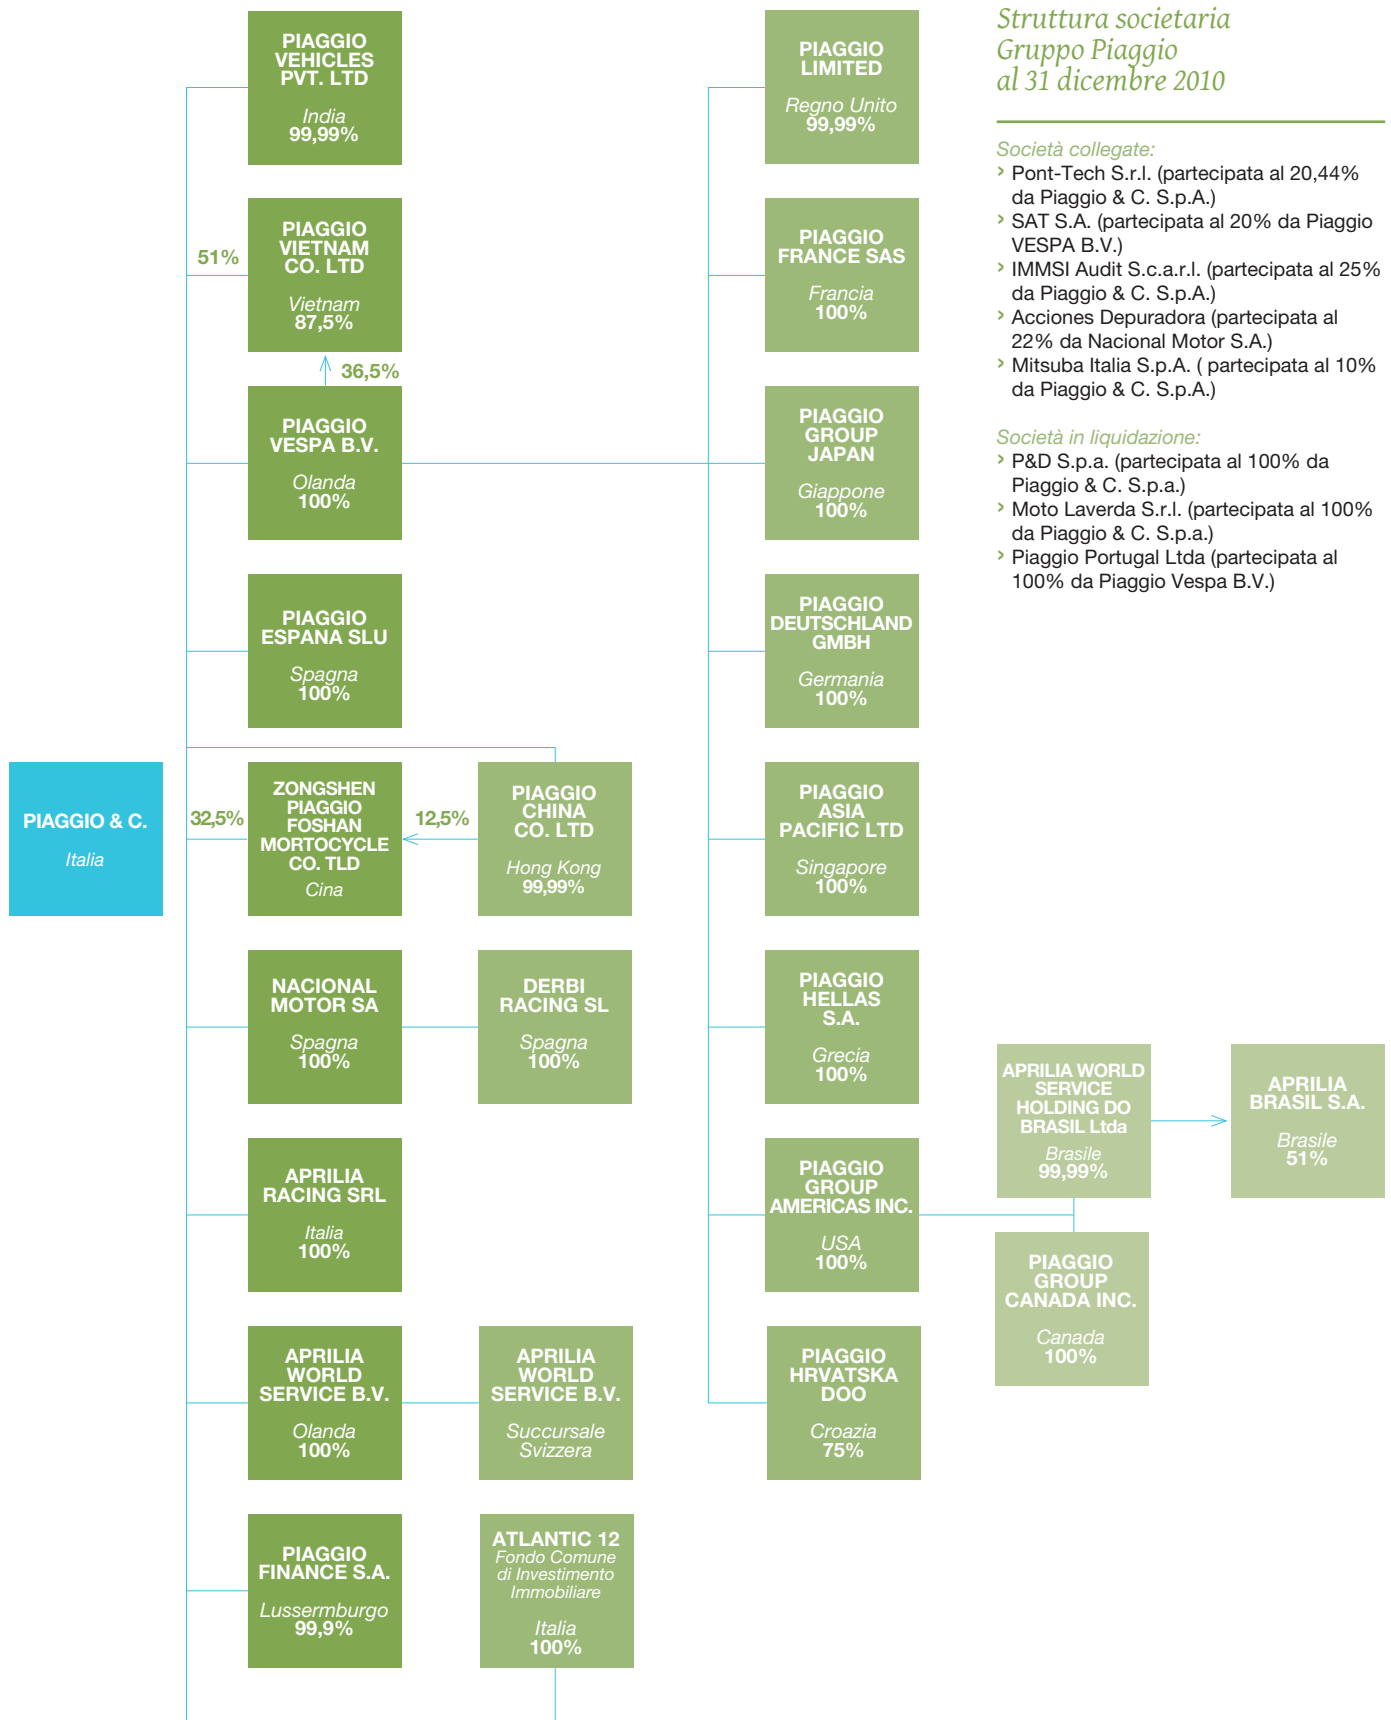 Struttura societaria
Gruppo Piaggio
al 31 dicembre 2010
Società collegate:
› Pont-Tech S.r.l. (partecipata al 20,44%
da Piaggio & C. S.p.A.)
› SAT S.A. (partecipata al 20% da Piaggio
VESPA B.V.)
› IMMSI Audit S.c.a.r.l. (partecipata al 25%
da Piaggio & C. S.p.A.)
› Acciones Depuradora (partecipata al
22% da Nacional Motor S.A.)
› Mitsuba Italia S.p.A. ( partecipata al 10%
da Piaggio & C. S.p.A.)
Società in liquidazione:
› P&D S.p.a. (partecipata al 100% da
Piaggio & C. S.p.a.)
› Moto Laverda S.r.l. (partecipata al 100%
da Piaggio & C. S.p.a.)
› Piaggio Portugal Ltda (partecipata al
100% da Piaggio Vespa B.V.)
PIAGGIO & C.
Italia
PIAGGIO
VEHICLES
PVT. LTD
India
99,99%
51%
PIAGGIO
VIETNAM
CO. LTD
Vietnam
87,5%
36,5%
PIAGGIO
VESPA B.V.
Olanda
100%
PIAGGIO
ESPANA SLU
Spagna
100%
32,5%
ZONGSHEN
PIAGGIO
FOSHAN
MORTOCYCLE
CO. TLD
Cina
12,5%
PIAGGIO
CHINA
CO. LTD
Hong Kong
99,99%
NACIONAL
MOTOR SA
Spagna
100%
DERBI
RACING SL
Spagna
100%
APRILIA
RACING SRL
Italia
100%
APRILIA
WORLD
SERVICE B.V.
Olanda
100%
APRILIA
WORLD
SERVICE B.V.
Succursale
Svizzera
PIAGGIO
FINANCE S.A.
Lussermburgo
99,9%
ATLANTIC 12
Fondo Comune
di Investimento
Immobiliare
Italia
100%
PIAGGIO
LIMITED
Regno Unito
99,99%
PIAGGIO
FRANCE SAS
Francia
100%
PIAGGIO
GROUP
JAPAN
Giappone
100%
PIAGGIO
DEUTSCHLAND
GMBH
Germania
100%
PIAGGIO
ASIA
PACIFIC LTD
Singapore
100%
PIAGGIO
HELLAS
S.A.
Grecia
100%
PIAGGIO
GROUP
AMERICAS INC.
USA
100%
PIAGGIO
HRVATSKA
DOO
Croazia
75%
APRILIA WORLD
SERVICE
HOLDING DO
BRASIL Ltda
Brasile
99,99%
APRILIA
BRASIL S.A.
Brasile
51%
PIAGGIO
GROUP
CANADA INC.
Canada
100%